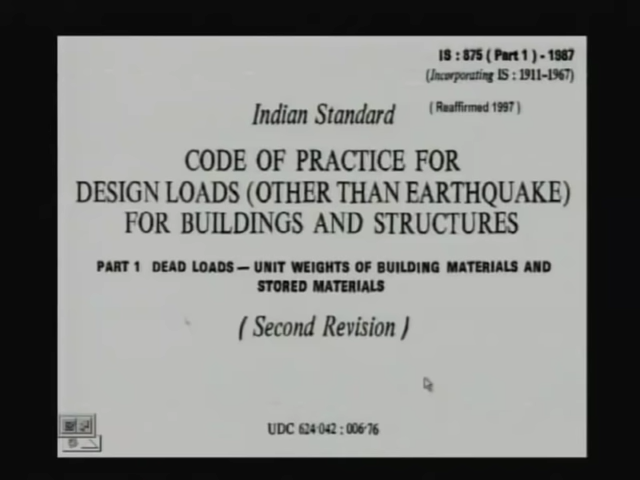 IS : 875 ( Part 1 ) - 1987
(Incorporating IS : 1911-1967)
( Reaffirmed 1997 )
Indian Standard
CODE OF PRACTICE FOR
DESIGN LOADS (OTHER THAN EARTHQUAKE)
FOR BUILDINGS AND STRUCTURES
PART 1 DEAD LOADS — UNIT WEIGHTS OF BUILDING MATERIALS AND
STORED MATERIALS
( Second Revision )
UDC 624·042 : 006·76